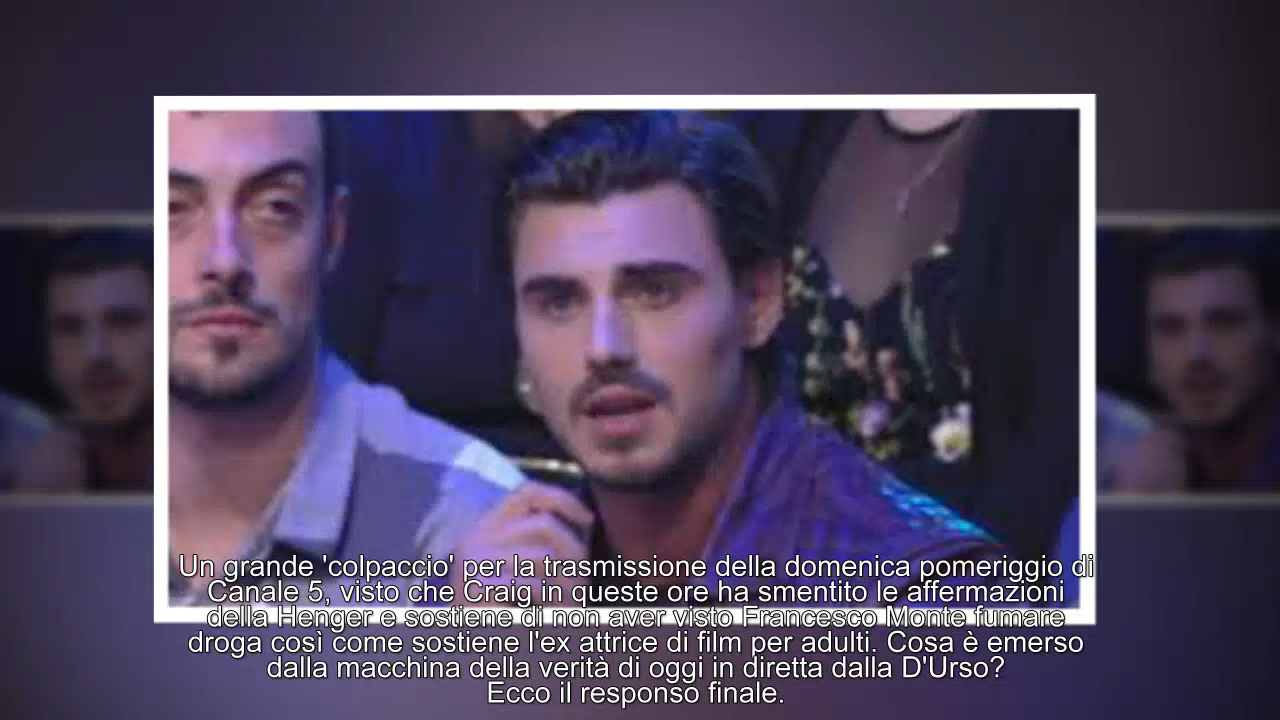 Un grande 'colpaccio' per la trasmissione della domenica pomeriggio di
Canale 5, visto che Craig in queste ore ha smentito le affermazioni
della Henger e sostiene di non aver visto Francesco Monte fumare
droga così come sostiene l'ex attrice di film per adulti. Cosa è emerso
dalla macchina della verità di oggi in diretta dalla D'Urso?
Ecco il responso finale.